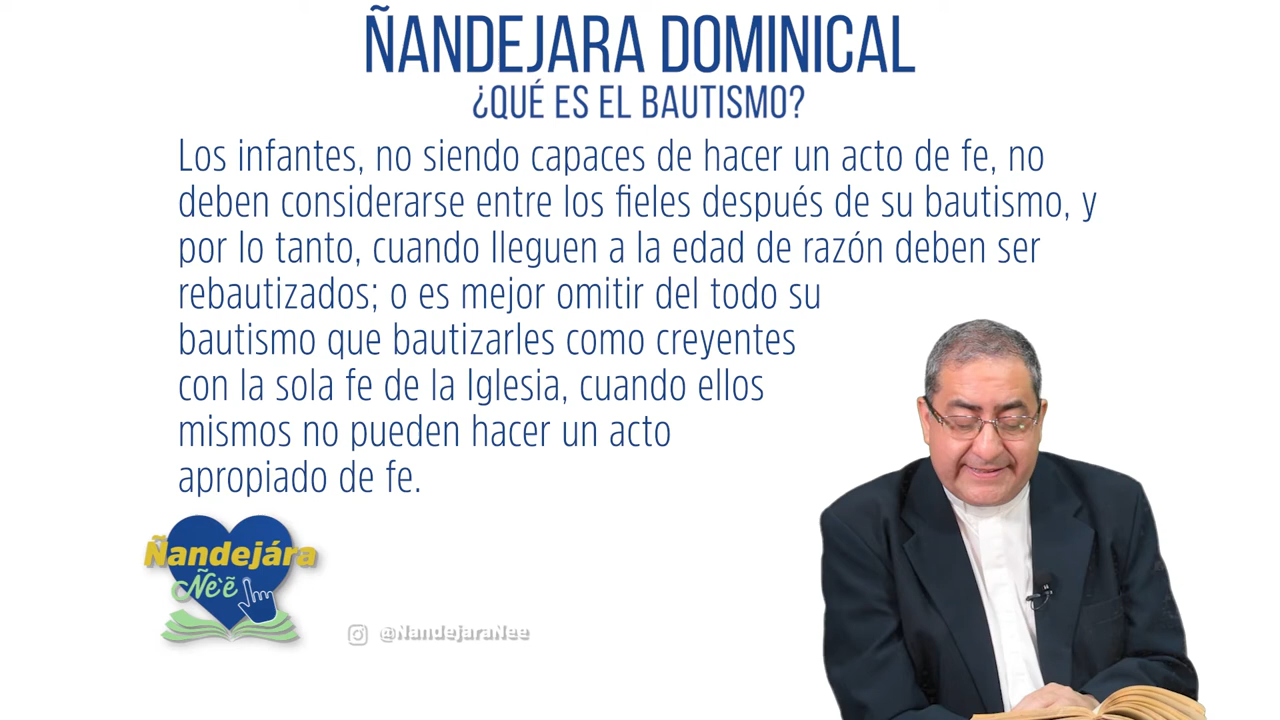 ÑANDEJARA DOMINICAL
¿QUÉ ES EL BAUTISMO?
Los infantes, no siendo capaces de hacer un acto de fe, no
deben considerarse entre los fieles después de su bautismo, y
por lo tanto, cuando lleguen a la edad de razón deben ser
rebautizados; o es mejor omitir del todo su
bautismo que bautizarles como creyentes
con la sola fe de la Iglesia, cuando ellos
mismos no pueden hacer un acto
apropiado de fe.
Ñandejára
Ñe'ẽ
@NandejaraNee